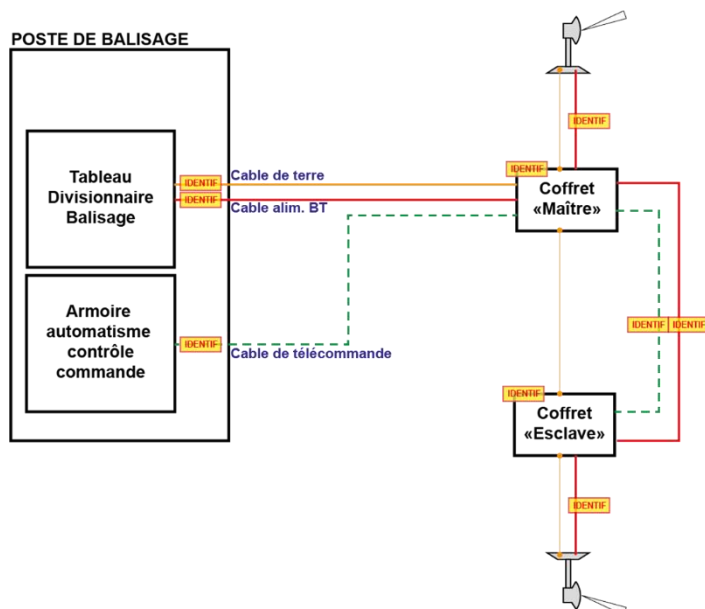 POSTE DE BALISAGE
IDENTIF
Tableau
Divisionnaire
Balisage
IDENTIF
Cable de terre
IDENTIF
Cable alim. BT
IDENTIF
Coffret
«Maître»
Armoire
automatisme
contrôle
commande
IDENTIF
Cable de télécommande
IDENTIF
IDENTIF
IDENTIF
Coffret
«Esclave»
IDENTIF